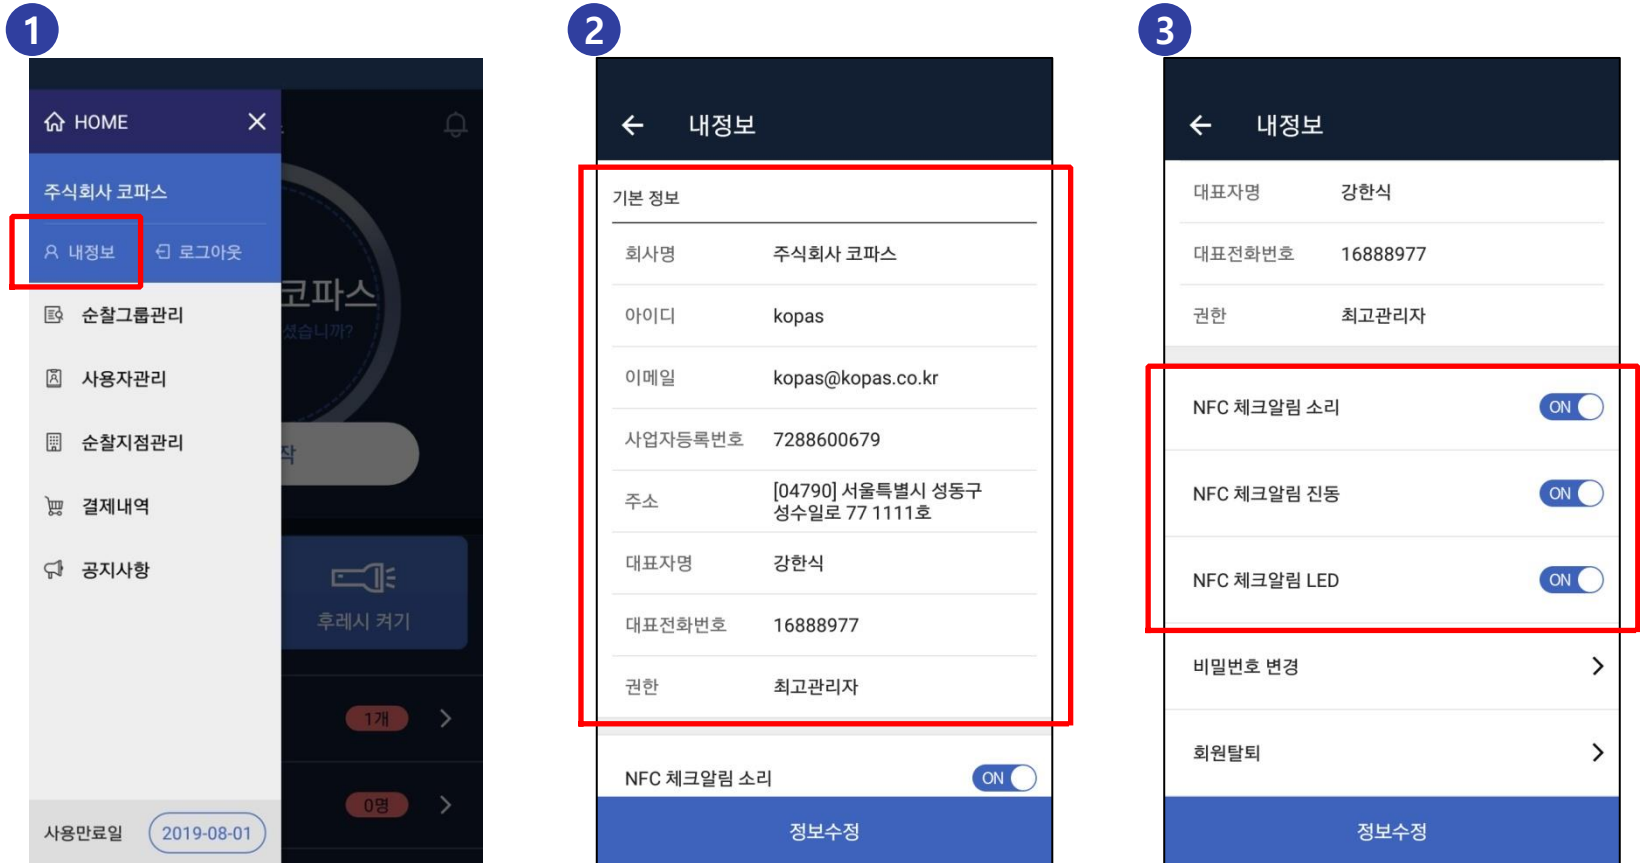 1
HOME
주식회사 코파스
내정보 로그아웃
순찰그룹관리
사용자관리
순찰지점관리
결제내역
공지사항
사용만료일 2019-08-01
코파스
셨습니까?
작
후레시 켜기
1개
0명
2
내정보
기본 정보
회사명 주식회사 코파스
아이디 kopas
이메일 kopas@kopas.co.kr
사업자등록번호 7288600679
주소 [04790] 서울특별시 성동구
성수일로 77 1111호
대표자명 강한식
대표전화번호 16888977
권한 최고관리자
NFC 체크알림 소리 ON
정보수정
3
내정보
대표자명 강한식
대표전화번호 16888977
권한 최고관리자
NFC 체크알림 소리 ON
NFC 체크알림 진동 ON
NFC 체크알림 LED ON
비밀번호 변경
회원탈퇴
정보수정